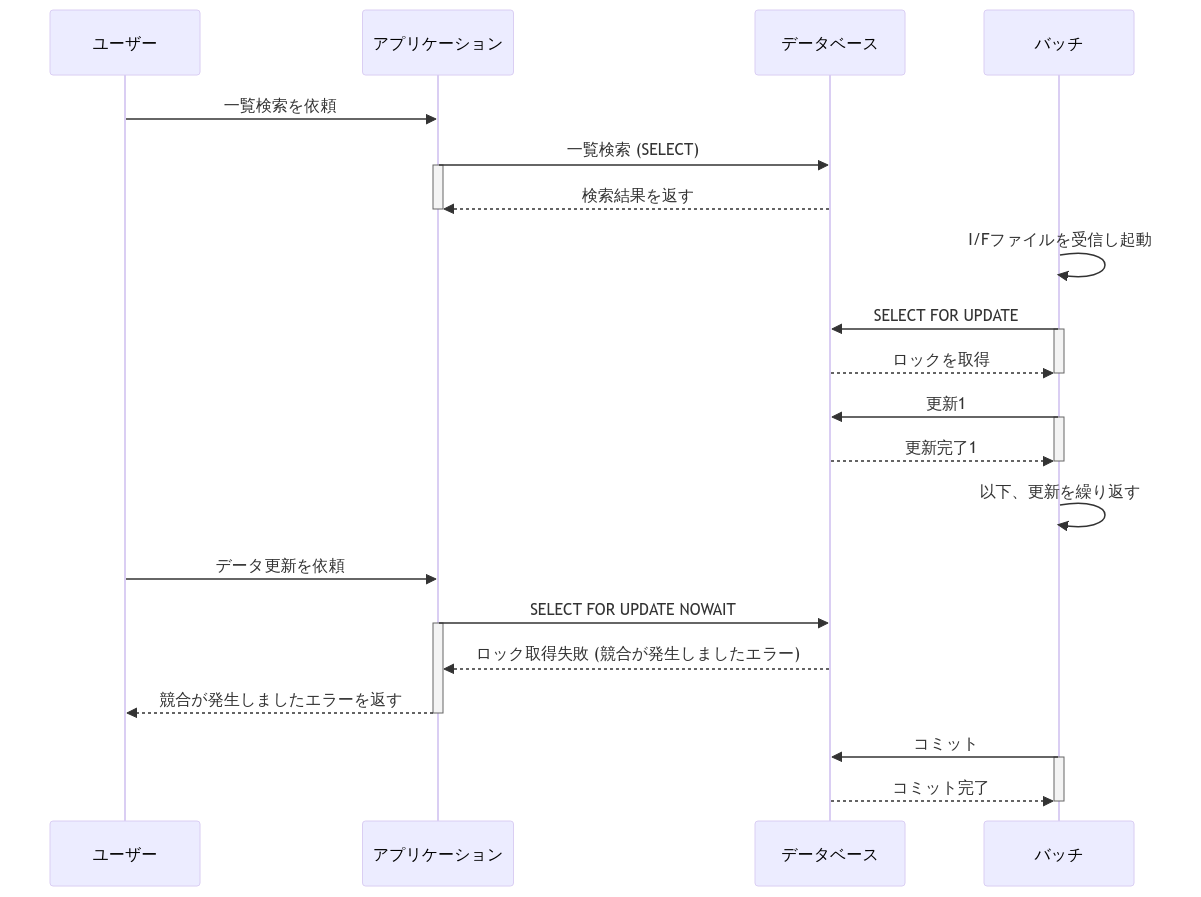 ユーザー
アプリケーション
データベース
バッチ
一覧検索を依頼
一覧検索 (SELECT)
検索結果を返す
I/Fファイルを受信し起動
SELECT FOR UPDATE
ロックを取得
更新1
更新完了1
以下、更新を繰り返す
データ更新を依頼
SELECT FOR UPDATE NOWAIT
ロック取得失敗 (競合が発生しましたエラー)
競合が発生しましたエラーを返す
コミット
コミット完了
ユーザー
アプリケーション
データベース
バッチ